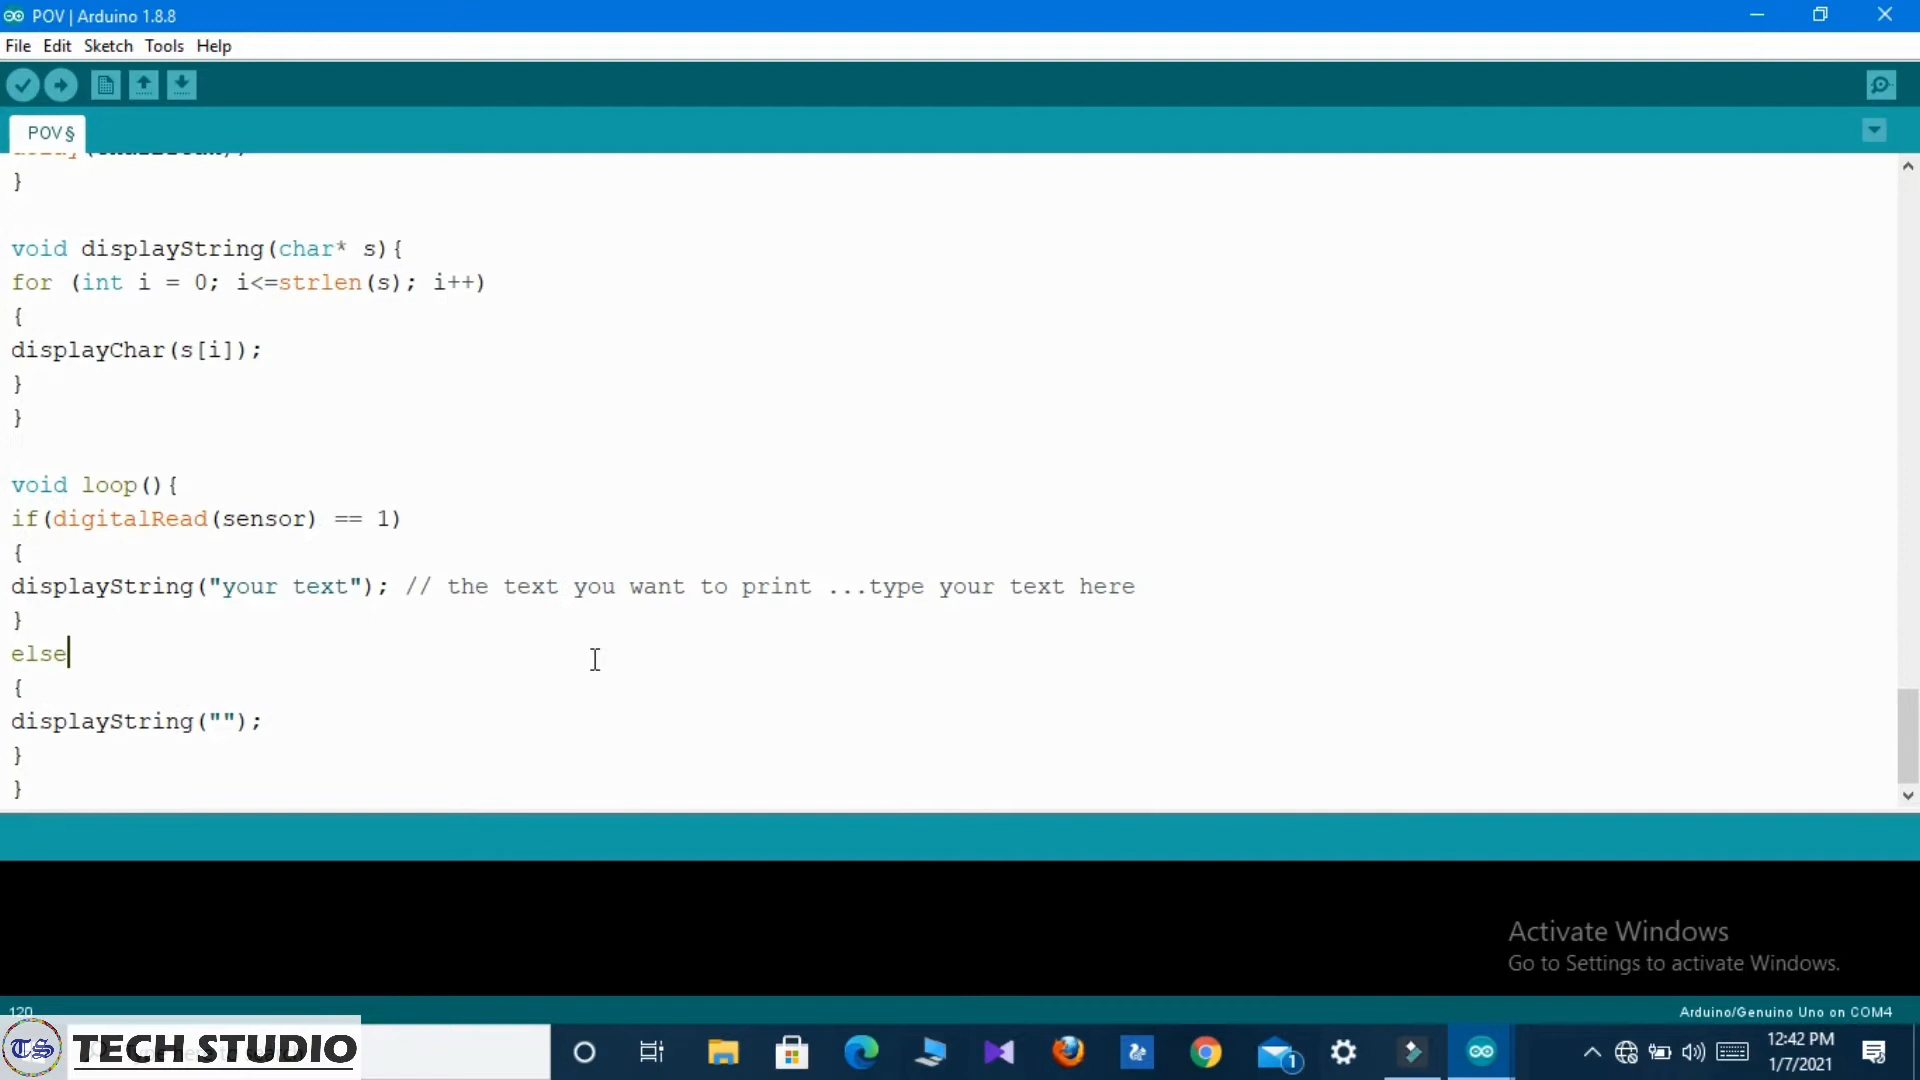 POV | Arduino 1.8.8
File Edit Sketch Tools Help
POV§
}
void displayString(char* s){
for (int i = 0; i<=strlen(s); i++)
{
displayChar(s[i]);
}
}
void loop(){
if(digitalRead(sensor) == 1)
{
displayString("your text"); // the text you want to print ...type your text here
}
else
{
displayString("");
}
}
Activate Windows
Go to Settings to activate Windows.
120
Arduino/Genuino Uno on COM4
TS TECH STUDIO
1
12:42 PM
1/7/2021